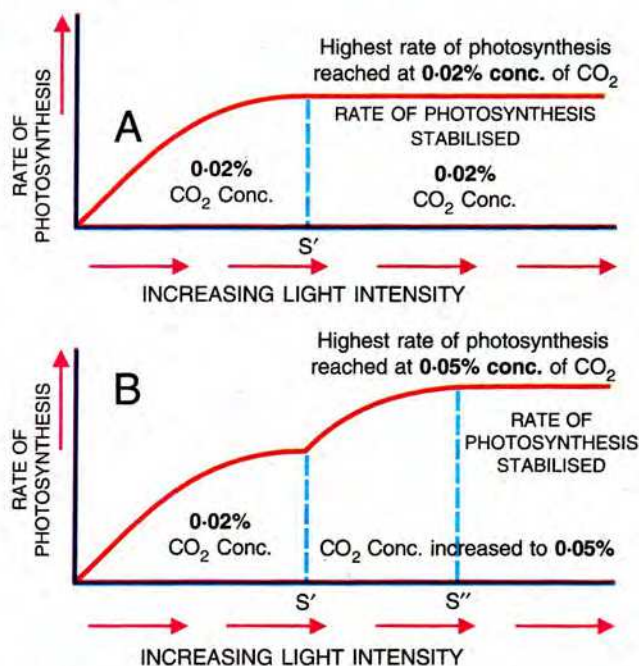 Highest rate of photosynthesis
reached at 0·02% conc. of CO₂
RATE OF
PHOTOSYNTHESIS
A
RATE OF PHOTOSYNTHESIS
STABILISED
0·02%
CO₂ Conc.
0·02%
CO₂ Conc.
S′
INCREASING LIGHT INTENSITY
Highest rate of photosynthesis
reached at 0·05% conc. of CO₂
RATE OF
PHOTOSYNTHESIS
B
RATE OF
PHOTOSYNTHESIS
STABILISED
0·02%
CO₂ Conc.
CO₂ Conc. increased to 0·05%
S′
S″
INCREASING LIGHT INTENSITY